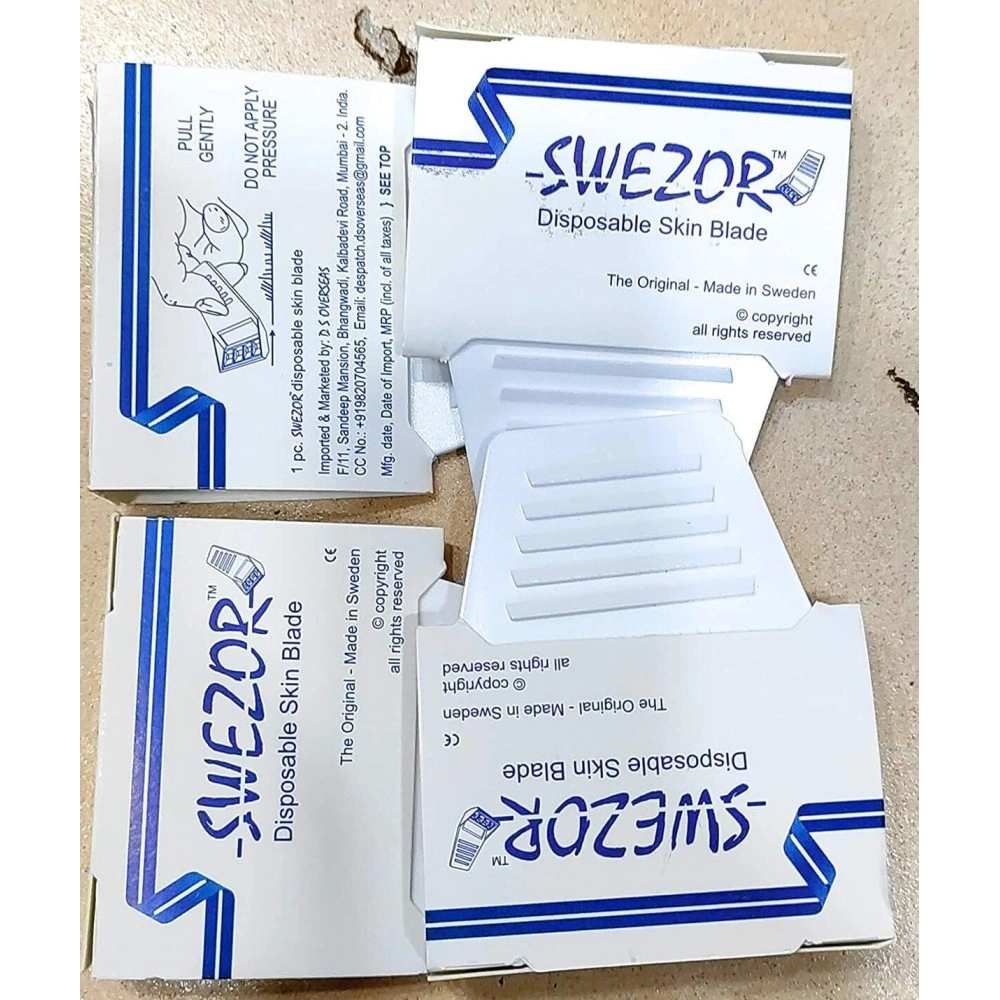 PULL
GENTLY
DO NOT APPLY
PRESSURE
1 pc. SWEZOR disposable skin blade
Imported & Marketed by: D. S OVERSEAS
F/11, Sandeep Mansion, Bhangwadi, Kalbadevi Road, Mumbai - 2. India.
CC No.: +919820704565, Email: despatch.dsoverseas@gmail.com
Mfg. date, Date of Import, MRP (incl. of all taxes) } SEE TOP
SWEZOR™
Disposable Skin Blade
CE
The Original - Made in Sweden
© copyright
all rights reserved
SWEZOR™
Disposable Skin Blade
CE
The Original - Made in Sweden
© copyright
all rights reserved
SWEZOR™
Disposable Skin Blade
CE
The Original - Made in Sweden
© copyright
all rights reserved